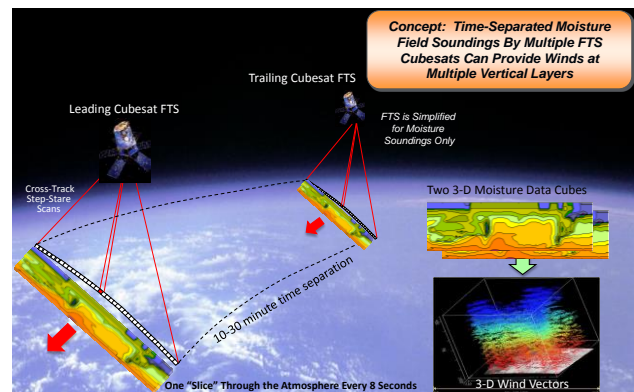 Concept: Time-Separated Moisture
Field Soundings By Multiple FTS
Cubesats Can Provide Winds at
Multiple Vertical Layers
Trailing Cubesat FTS
Leading Cubesat FTS
FTS is Simplified
for Moisture
Soundings Only
Cross-Track
Step-Stare
Scans
Two 3-D Moisture Data Cubes
10-30 minute time separation
3-D Wind Vectors
One "Slice" Through the Atmosphere Every 8 Seconds